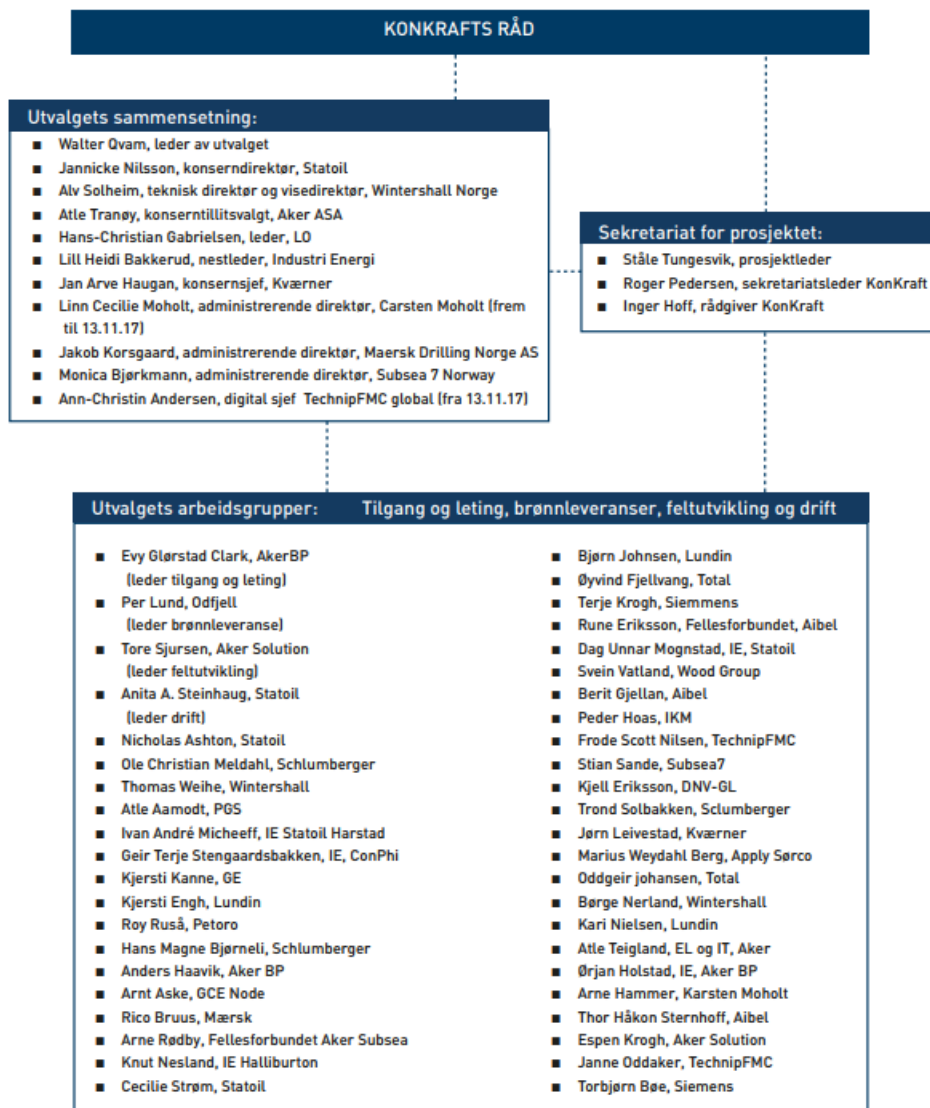 KONKRAFTS RÅD
Utvalgets sammensetning:
■ Walter Qvam, leder av utvalget
■ Jannicke Nilsson, konserndirektør, Statoil
■ Alv Solheim, teknisk direktør og visedirektør, Wintershall Norge
■ Atle Tranøy, konserntillitsvalgt, Aker ASA
■ Hans-Christian Gabrielsen, leder, LO
■ Lill Heidi Bakkerud, nestleder, Industri Energi
■ Jan Arve Haugan, konsernsjef, Kværner
■ Linn Cecilie Moholt, administrerende direktør, Carsten Moholt (frem
til 13.11.17)
■ Jakob Korsgaard, administrerende direktør, Maersk Drilling Norge AS
■ Monica Bjørkmann, administrerende direktør, Subsea 7 Norway
■ Ann-Christin Andersen, digital sjef TechnipFMC global (fra 13.11.17)
Sekretariat for prosjektet:
■ Ståle Tungesvik, prosjektleder
■ Roger Pedersen, sekretariatsleder KonKraft
■ Inger Hoff, rådgiver KonKraft
Utvalgets arbeidsgrupper: Tilgang og leting, brønnleveranser, feltutvikling og drift
■ Evy Glørstad Clark, AkerBP
(leder tilgang og leting)
■ Per Lund, Odfjell
(leder brønnleveranse)
■ Tore Sjursen, Aker Solution
(leder feltutvikling)
■ Anita A. Steinhaug, Statoil
(leder drift)
■ Nicholas Ashton, Statoil
■ Ole Christian Meldahl, Schlumberger
■ Thomas Weihe, Wintershall
■ Atle Aamodt, PGS
■ Ivan André Micheeff, IE Statoil Harstad
■ Geir Terje Stengaardsbakken, IE, ConPhi
■ Kjersti Kanne, GE
■ Kjersti Engh, Lundin
■ Roy Ruså, Petoro
■ Hans Magne Bjørneli, Schlumberger
■ Anders Haavik, Aker BP
■ Arnt Aske, GCE Node
■ Rico Bruus, Mærsk
■ Arne Rødby, Fellesforbundet Aker Subsea
■ Knut Nesland, IE Halliburton
■ Cecilie Strøm, Statoil
■ Bjørn Johnsen, Lundin
■ Øyvind Fjellvang, Total
■ Terje Krogh, Siemmens
■ Rune Eriksson, Fellesforbundet, Aibel
■ Dag Unnar Mognstad, IE, Statoil
■ Svein Vatland, Wood Group
■ Berit Gjellan, Aibel
■ Peder Hoas, IKM
■ Frode Scott Nilsen, TechnipFMC
■ Stian Sande, Subsea7
■ Kjell Eriksson, DNV-GL
■ Trond Solbakken, Sclumberger
■ Jørn Leivestad, Kværner
■ Marius Weydahl Berg, Apply Sørco
■ Oddgeir johansen, Total
■ Børge Nerland, Wintershall
■ Kari Nielsen, Lundin
■ Atle Teigland, EL og IT, Aker
■ Ørjan Holstad, IE, Aker BP
■ Arne Hammer, Karsten Moholt
■ Thor Håkon Sternhoff, Aibel
■ Espen Krogh, Aker Solution
■ Janne Oddaker, TechnipFMC
■ Torbjørn Bøe, Siemens